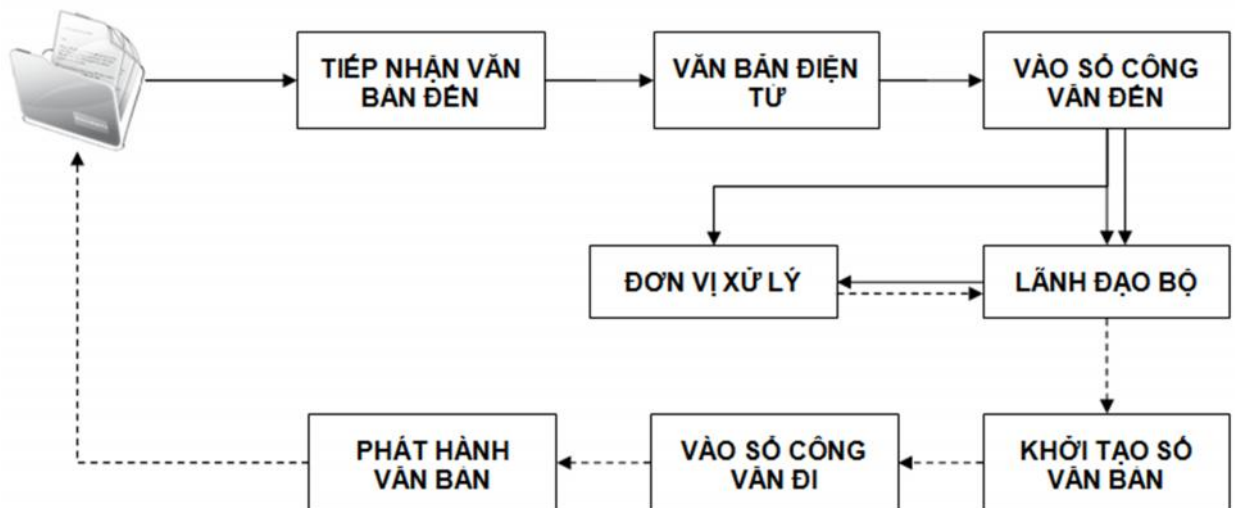 TIẾP NHẬN VĂN
BẢN ĐẾN
VĂN BẢN ĐIỆN
TỬ
VÀO SỔ CÔNG
VĂN ĐẾN
ĐƠN VỊ XỬ LÝ
LÃNH ĐẠO BỘ
PHÁT HÀNH
VĂN BẢN
VÀO SỔ CÔNG
VĂN ĐI
KHỞI TẠO SỐ
VĂN BẢN